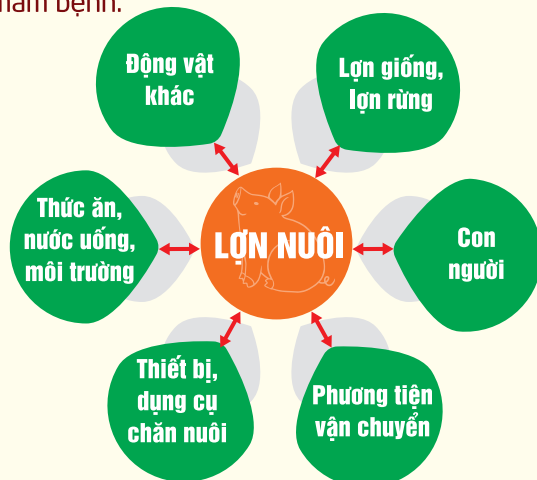 mầm bệnh.
Động vật
khác
Lợn giống,
lợn rừng
Thức ăn,
nước uống,
môi trường
LỢN NUÔI
Con
người
Thiết bị,
dụng cụ
chăn nuôi
Phương tiện
vận chuyển